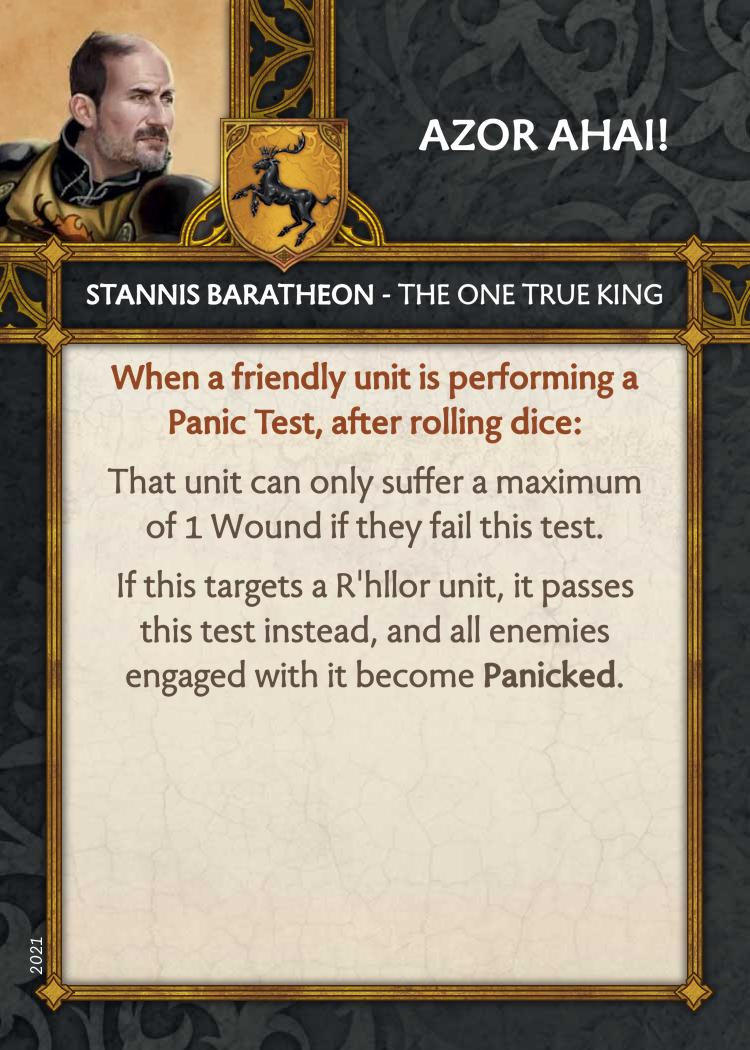 AZOR AHAI!
STANNIS BARATHEON - THE ONE TRUE KING
When a friendly unit is performing a
Panic Test, after rolling dice:
That unit can only suffer a maximum
of 1 Wound if they fail this test.
If this targets a R'hllor unit, it passes
this test instead, and all enemies
engaged with it become Panicked.
2021